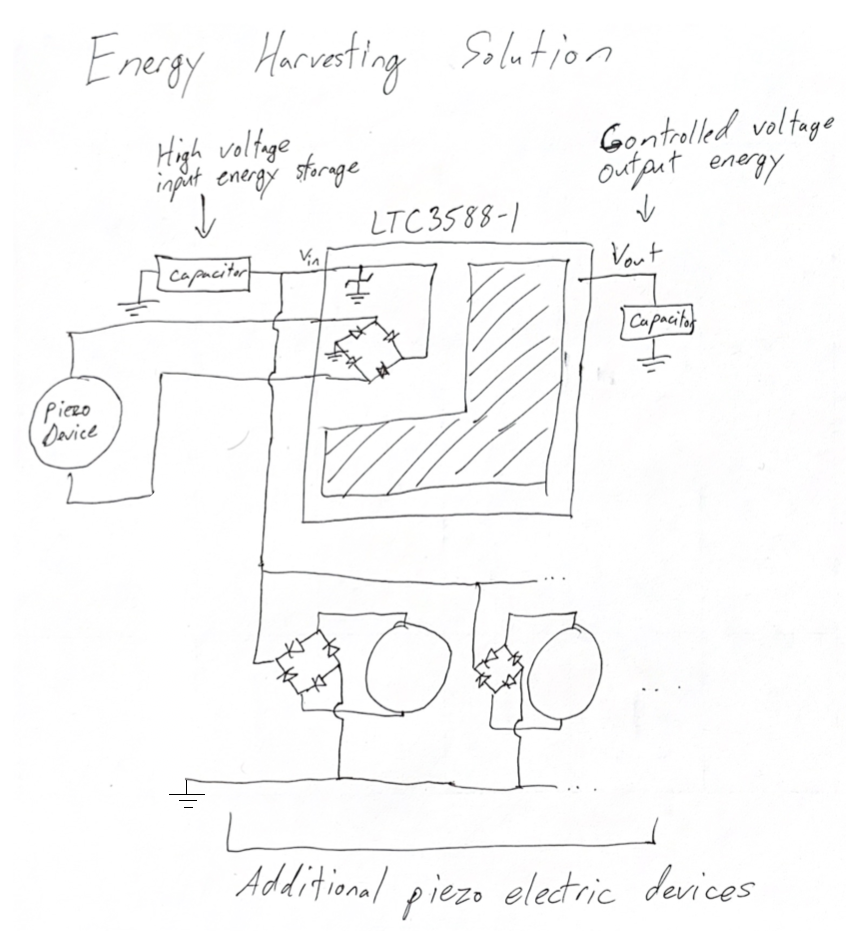 Energy Harvesting Solution
High voltage
input energy storage
Controlled voltage
output energy
LTC3588-1
Vin
Vout
Capacitor
Capacitor
Piezo
Device
...
...
...
Additional piezo electric devices